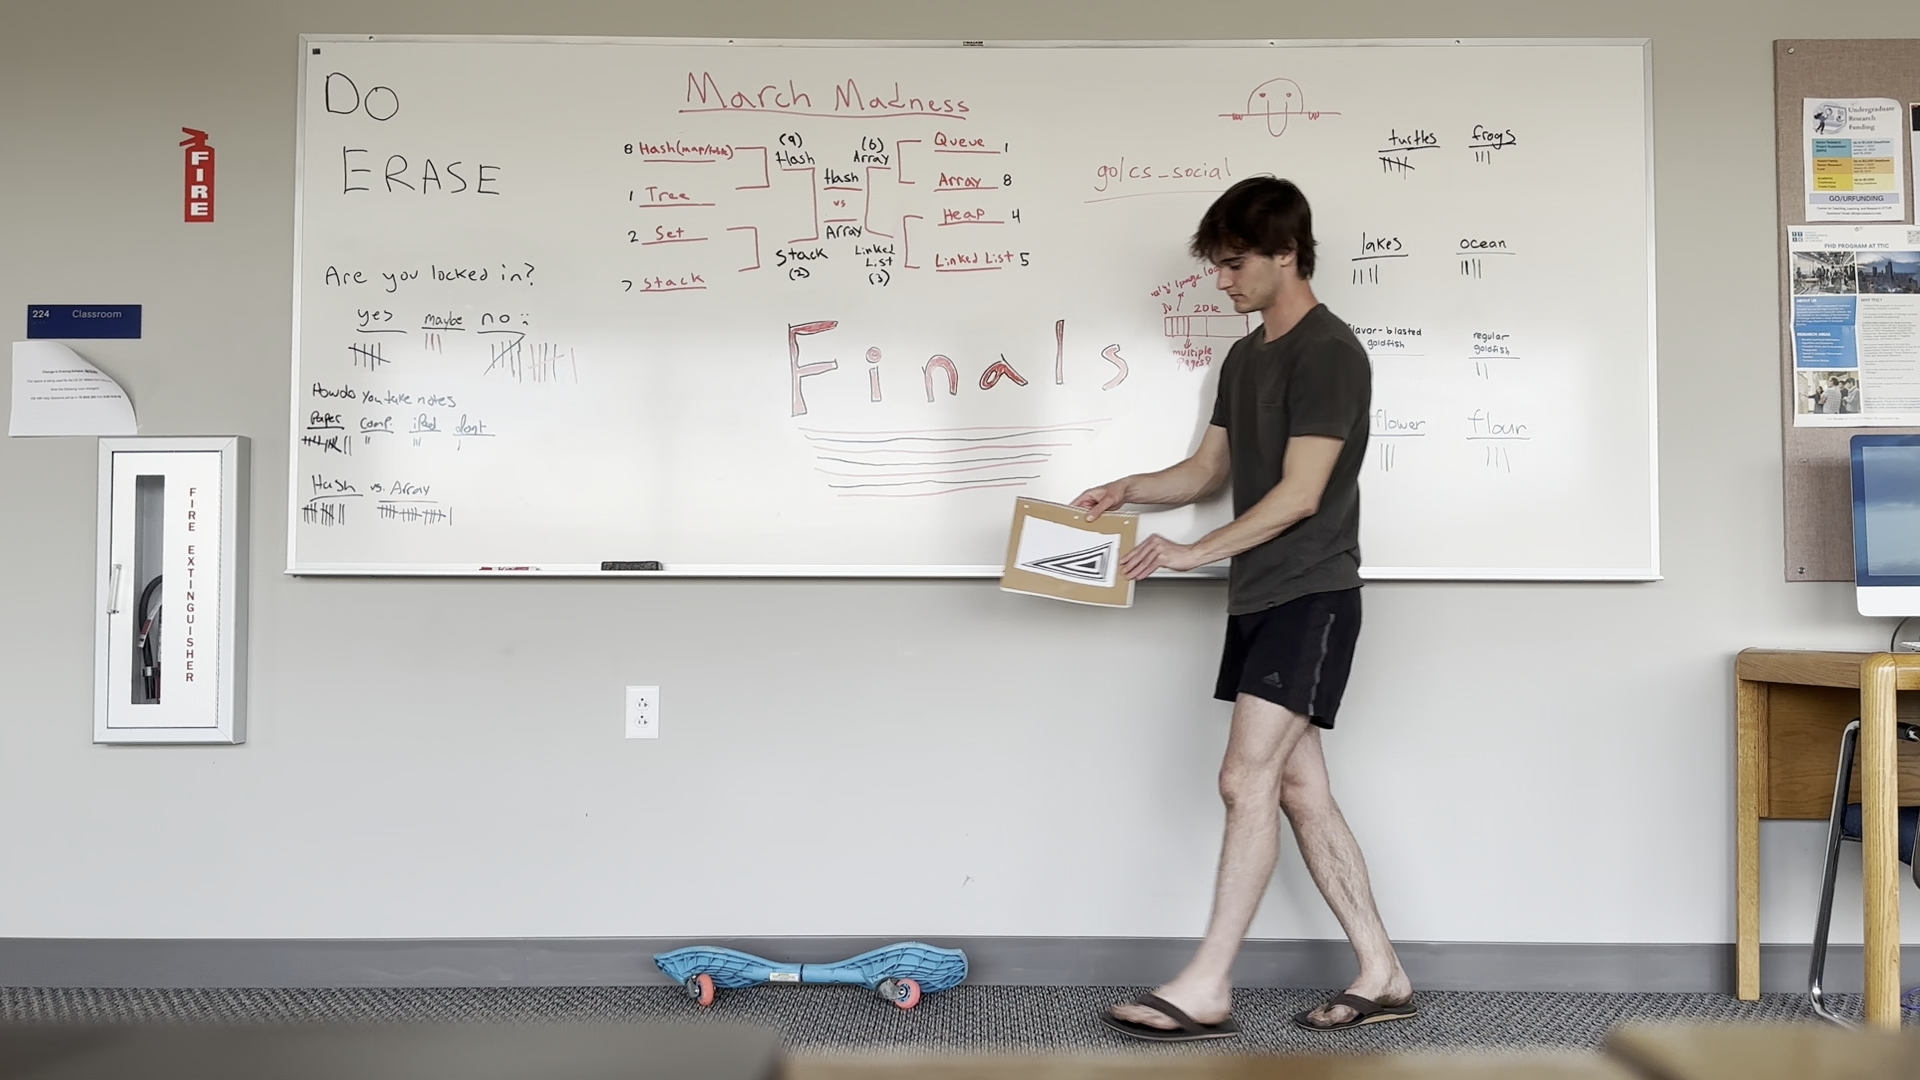 DO
ERASE
March Madness
8 Hash(map/table)
1 Tree
2 Set
7 Stack
(9)
Hash
Stack
(2)
Hash
vs
Array
(6)
Array
Linked
List
(3)
Queue 1
Array 8
Heap 4
Linked List 5
Finals
go/cs_social
20k
multiple
pages?
turtles frogs
lakes ocean
flavor-blasted
goldfish
regular
goldfish
flower flour
Are you locked in?
yes maybe no :
How do you take notes
Paper comp. iPad dont
Hash vs. Array
FIRE
224 Classroom
FIRE EXTINGUISHER
Undergraduate
Research
Funding
GO/URFUNDING
PHD PROGRAM AT TTIC